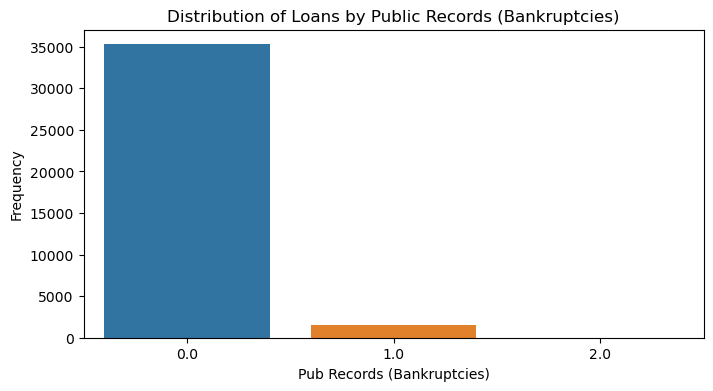 Distribution of Loans by Public Records (Bankruptcies)
35000
30000
25000
20000
15000
10000
5000
0
Frequency
0.0 1.0 2.0
Pub Records (Bankruptcies)